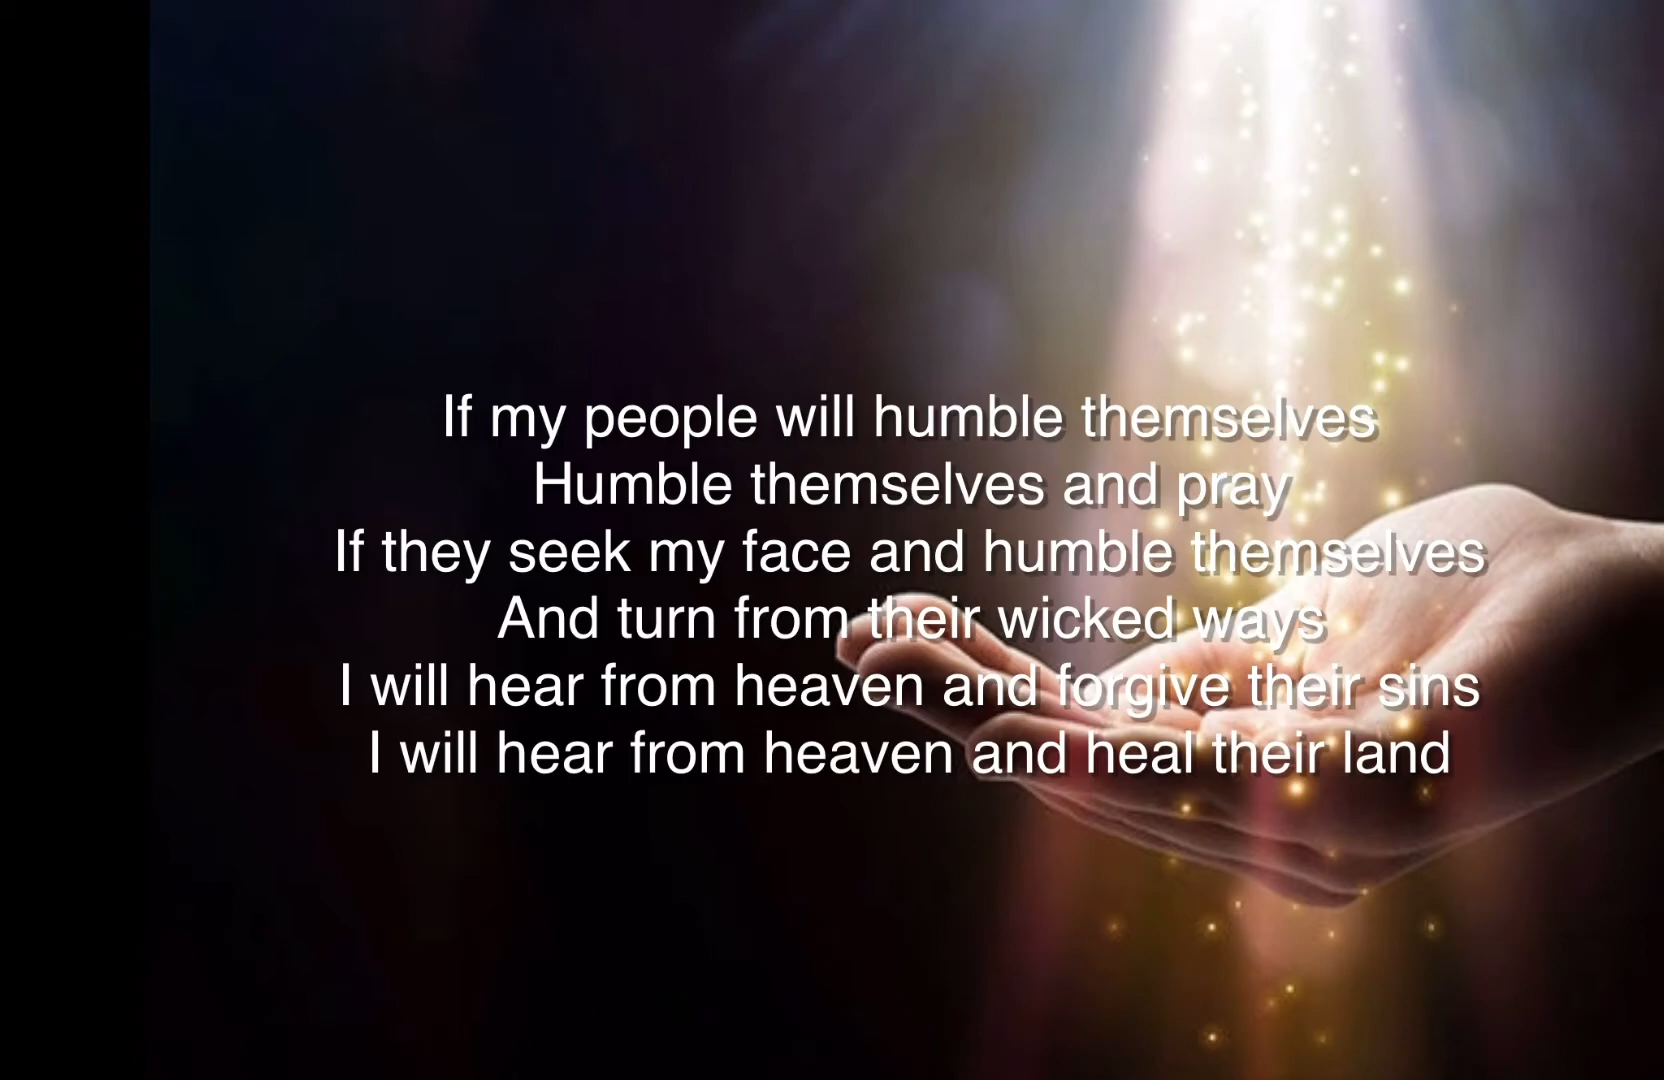 If my people will humble themselves
Humble themselves and pray
If they seek my face and humble themselves
And turn from their wicked ways
I will hear from heaven and forgive their sins
I will hear from heaven and heal their land